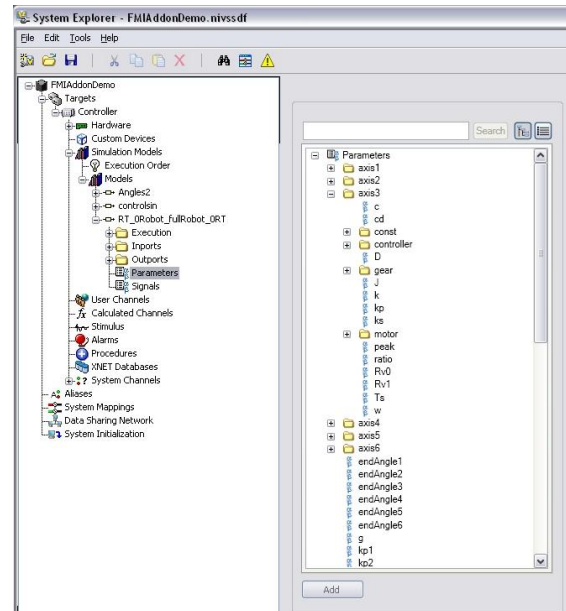 System Explorer - FMIAddonDemo.nivssdf
File Edit Tools Help
FMIAddonDemo
Targets
Controller
Hardware
Custom Devices
Simulation Models
Execution Order
Models
Angles2
controlsin
RT_0Robot_fullRobot_0RT
Execution
Inports
Outports
Parameters
Signals
User Channels
Calculated Channels
Stimulus
Alarms
Procedures
XNET Databases
System Channels
Aliases
System Mappings
Data Sharing Network
System Initialization
Search
Parameters
axis1
axis2
axis3
c
cd
const
controller
D
gear
J
k
kp
ks
motor
peak
ratio
Rv0
Rv1
Ts
w
axis4
axis5
axis6
endAngle1
endAngle2
endAngle3
endAngle4
endAngle5
endAngle6
g
kp1
kp2
Add